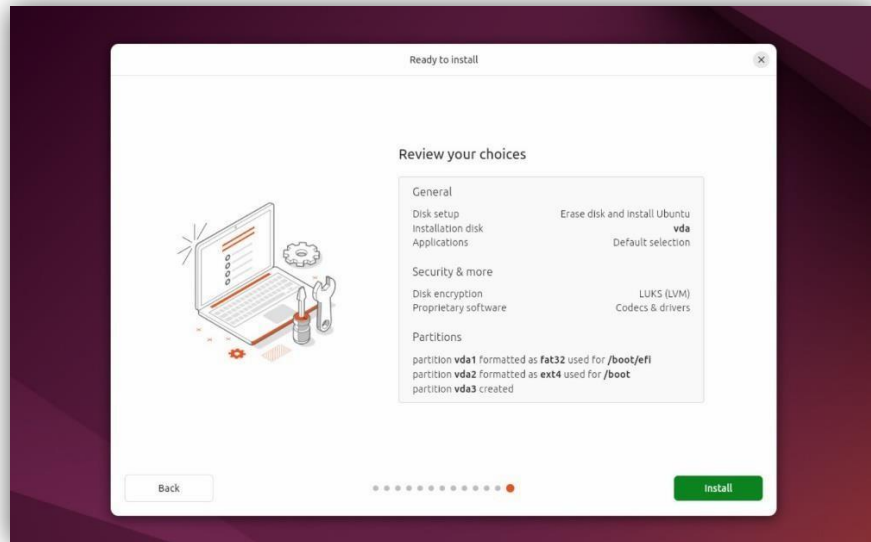 Ready to install
Review your choices
General
Disk setup Erase disk and install Ubuntu
Installation disk vda
Applications Default selection
Security & more
Disk encryption LUKS (LVM)
Proprietary software Codecs & drivers
Partitions
partition vda1 formatted as fat32 used for /boot/efi
partition vda2 formatted as ext4 used for /boot
partition vda3 created
Back Install